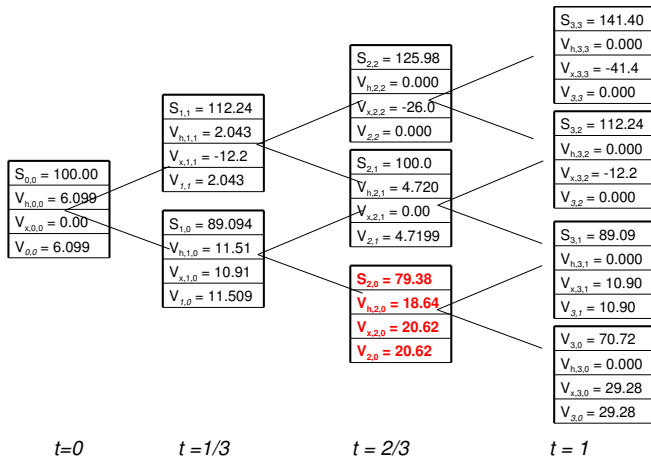 S0,0 = 100.00
Vh,0,0 = 6.099
Vx,0,0 = 0.00
V0,0 = 6.099
S1,1 = 112.24
Vh,1,1 = 2.043
Vx,1,1 = -12.2
V1,1 = 2.043
S1,0 = 89.094
Vh,1,0 = 11.51
Vx,1,0 = 10.91
V1,0 = 11.509
S2,2 = 125.98
Vh,2,2 = 0.000
Vx,2,2 = -26.0
V2,2 = 0.000
S2,1 = 100.0
Vh,2,1 = 4.720
Vx,2,1 = 0.00
V2,1 = 4.7199
S2,0 = 79.38
Vh,2,0 = 18.64
Vx,2,0 = 20.62
V2,0 = 20.62
S3,3 = 141.40
Vh,3,3 = 0.000
Vx,3,3 = -41.4
V3,3 = 0.000
S3,2 = 112.24
Vh,3,2 = 0.000
Vx,3,2 = -12.2
V3,2 = 0.000
S3,1 = 89.09
Vh,3,1 = 0.000
Vx,3,1 = 10.90
V3,1 = 10.90
V3,0 = 70.72
Vh,3,0 = 0.000
Vx,3,0 = 29.28
V3,0 = 29.28
t=0
t =1/3
t = 2/3
t = 1